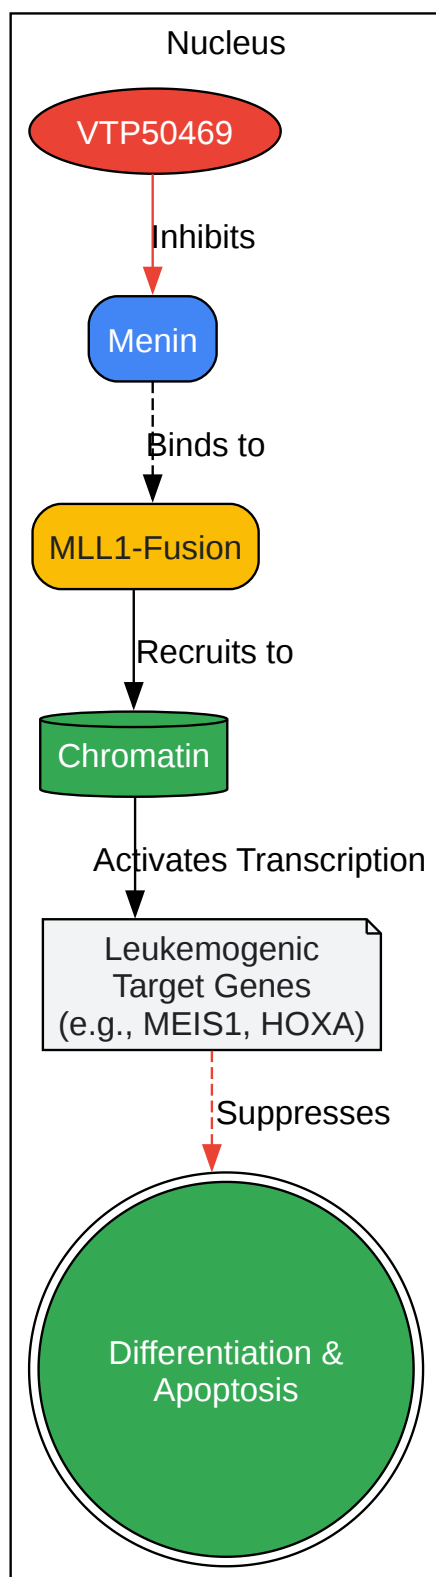 Nucleus
VTP50469
Inhibits
Menin
Binds to
MLL1-Fusion
Recruits to
Chromatin
Activates Transcription
Leukemogenic
Target Genes
(e.g., MEIS1, HOXA)
Suppresses
Differentiation &
Apoptosis